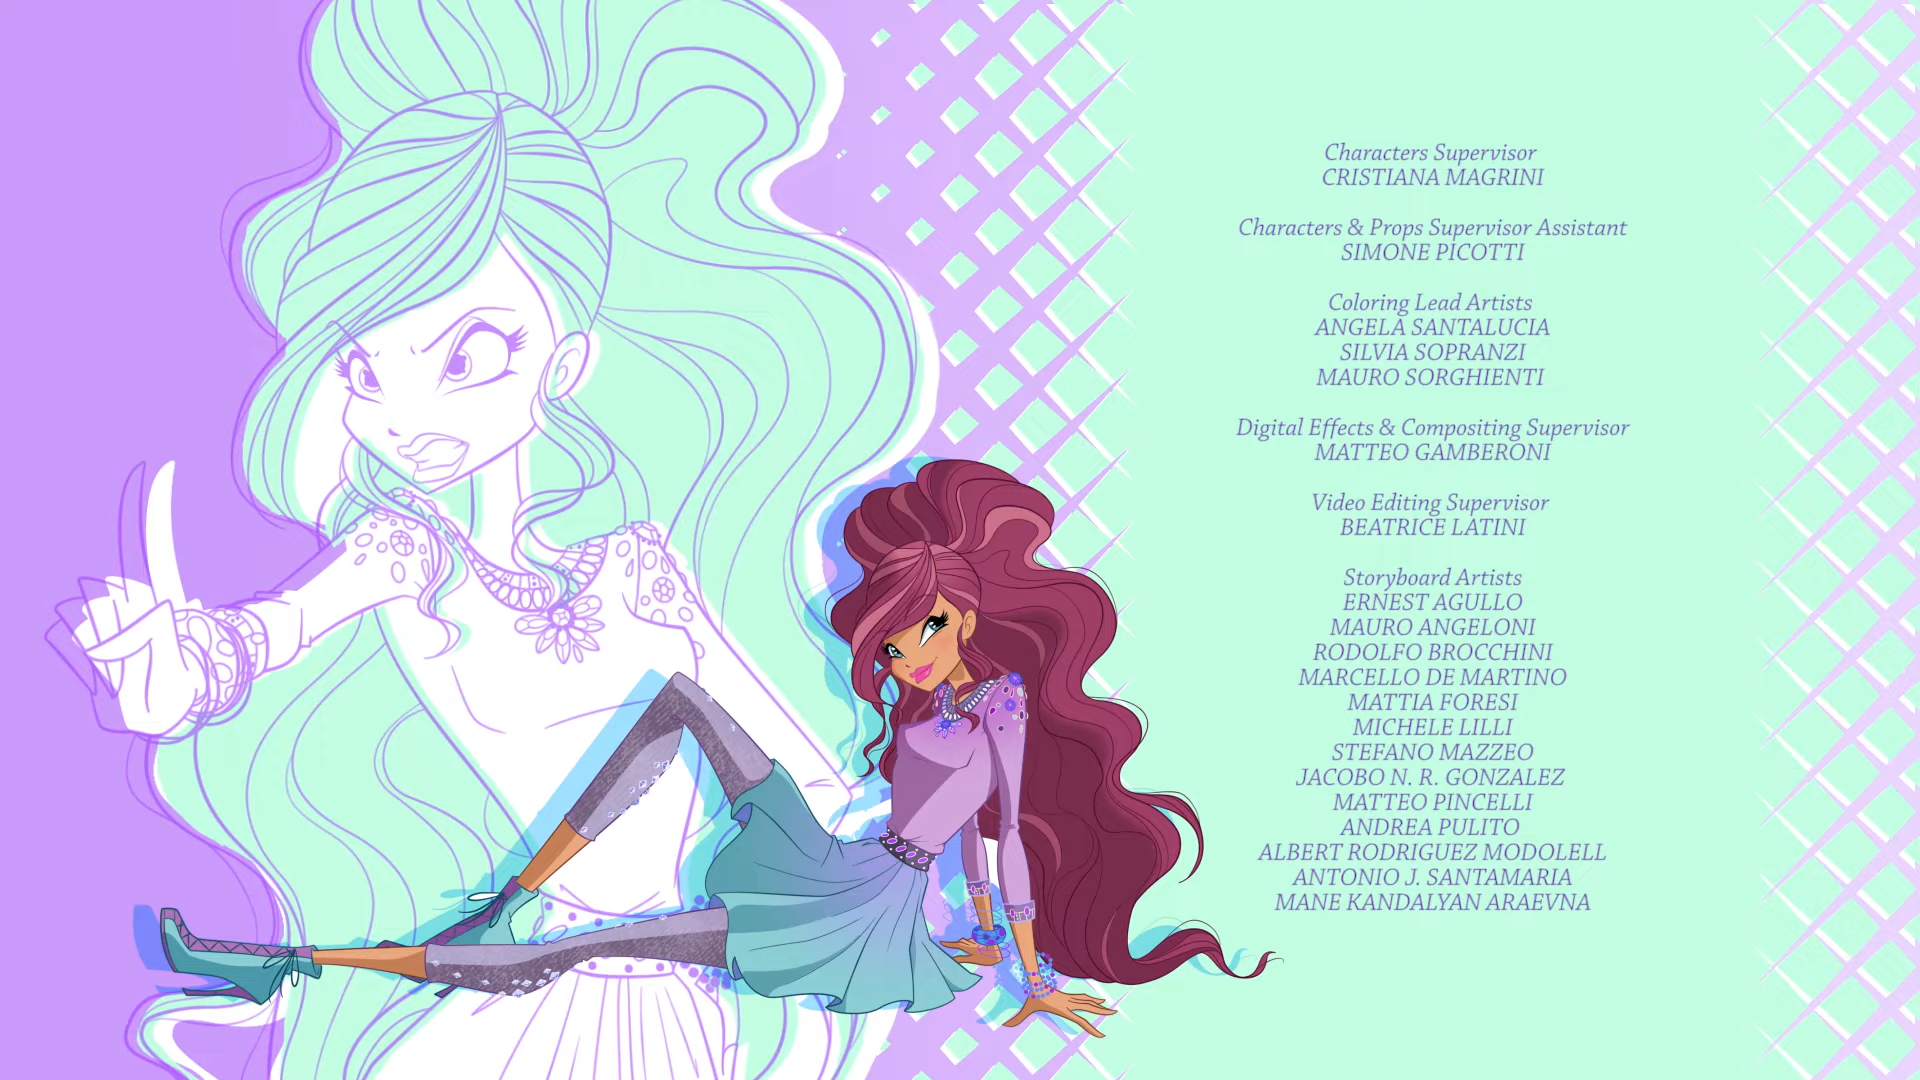 Characters Supervisor
CRISTIANA MAGRINI
Characters & Props Supervisor Assistant
SIMONE PICOTTI
Coloring Lead Artists
ANGELA SANTALUCIA
SILVIA SOPRANZI
MAURO SORGHIENTI
Digital Effects & Compositing Supervisor
MATTEO GAMBERONI
Video Editing Supervisor
BEATRICE LATINI
Storyboard Artists
ERNEST AGULLO
MAURO ANGELONI
RODOLFO BROCCHINI
MARCELLO DE MARTINO
MATTIA FORESI
MICHELE LILLI
STEFANO MAZZEO
JACOBO N. R. GONZALEZ
MATTEO PINCELLI
ANDREA PULITO
ALBERT RODRIGUEZ MODOLELL
ANTONIO J. SANTAMARIA
MANE KANDALYAN ARAEVNA